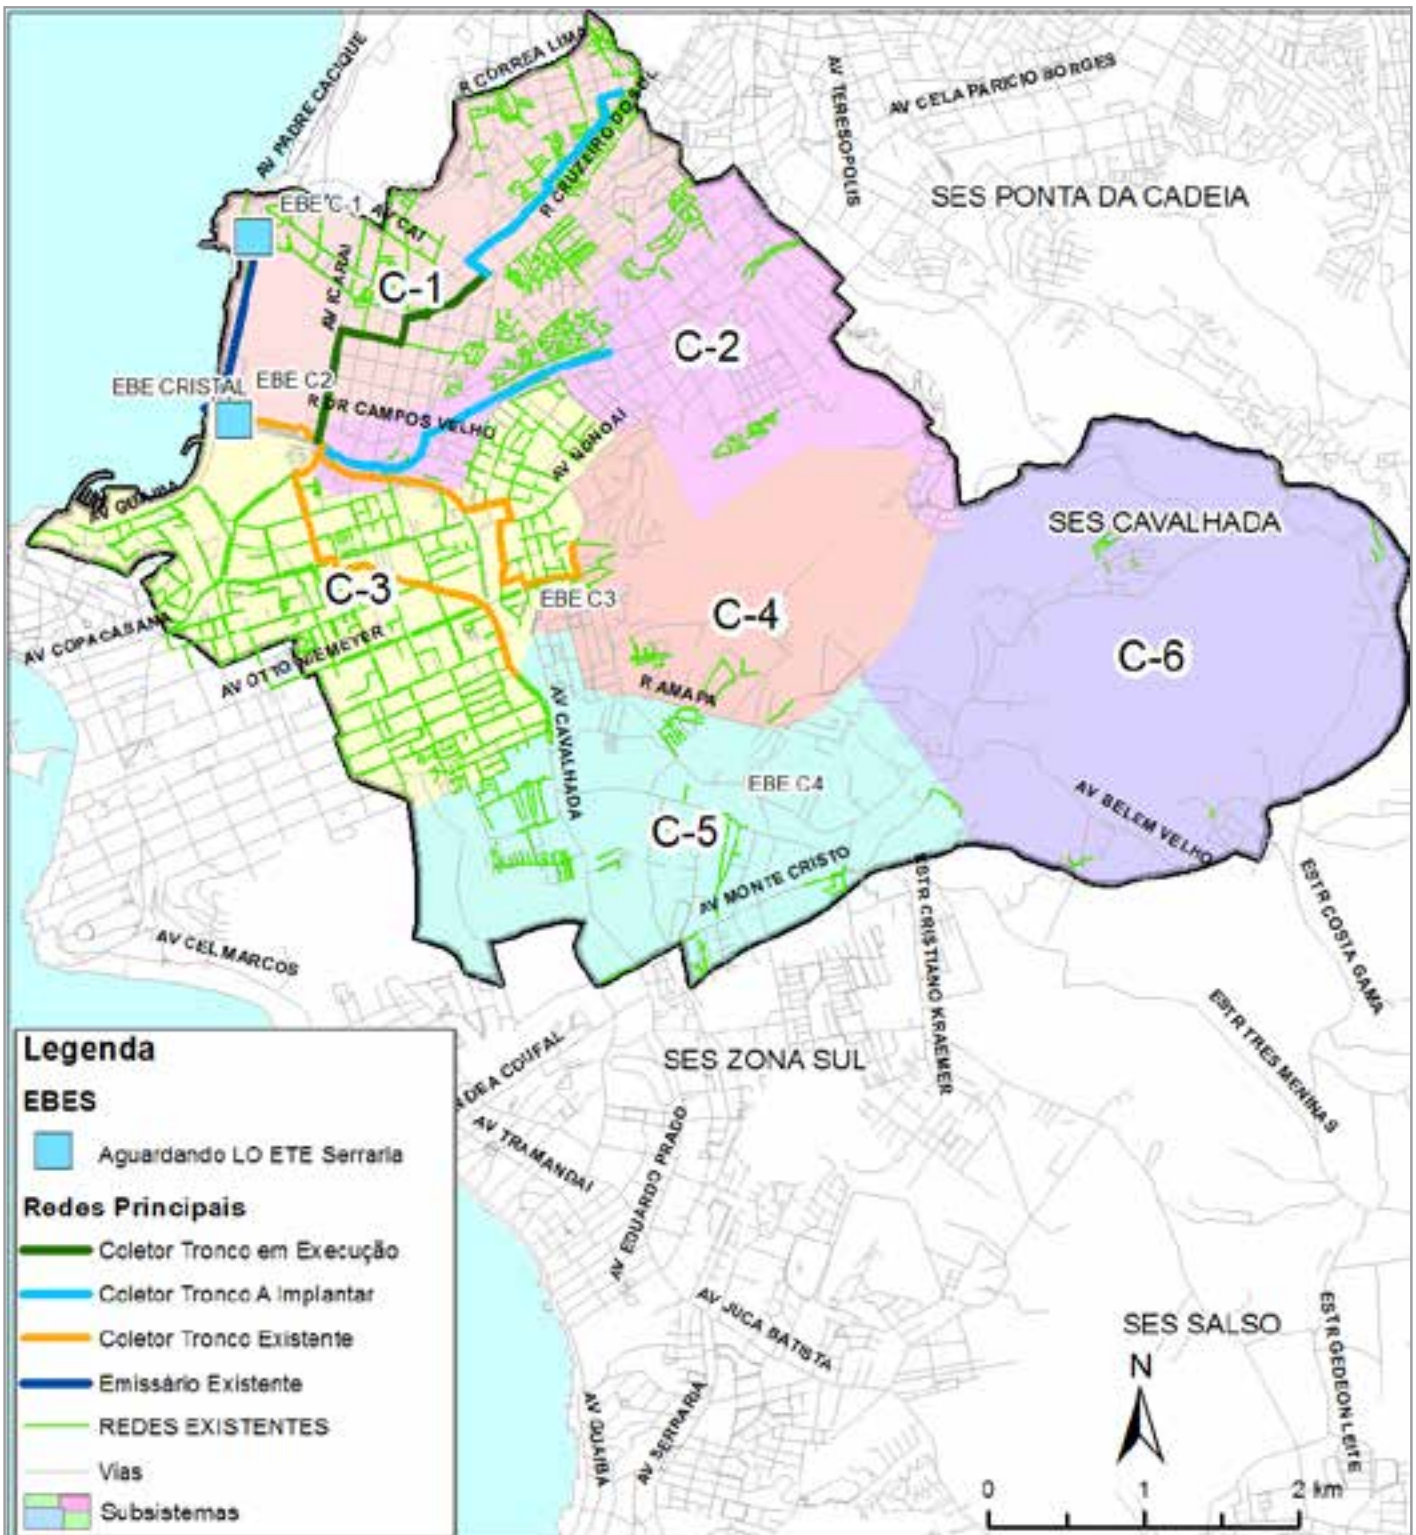 R CORREA LIMA
AV PADRE CACIQUE
AV TERESOPOLIS
AV CEL APARICIO BORGES
R CRUZEIRO DO SUL
SES PONTA DA CADEIA
EBE C-1
AV CAI
AV ICARAI
C-1
C-2
EBE CRISTAL
EBE C2
R DR CAMPOS VELHO
AV NONOAI
AV GUAIBA
SES CAVALHADA
C-3
EBE C3
C-4
AV COPACABANA
AV OTTO NIEMEYER
C-6
R AMAPA
AV CAVALHADA
EBE C4
AV BELEM VELHO
C-5
AV MONTE CRISTO
ESTR CRISTIANO KRAEMER
ESTR COSTA GAMA
AV CEL MARCOS
ESTR TRES MENINAS
SES ZONA SUL
NDEA COUFAL
AV TRAMANDAI
AV EDUARDO PRADO
AV JUCA BATISTA
SES SALSO
ESTR GEDEON LEITE
AV GUAIBA
AV SERRARIA
N
0 1 2 km
Legenda
EBES
Aguardando LO ETE Serraria
Redes Principais
Coletor Tronco em Execução
Coletor Tronco A Implantar
Coletor Tronco Existente
Emissário Existente
REDES EXISTENTES
Vias
Subsistemas